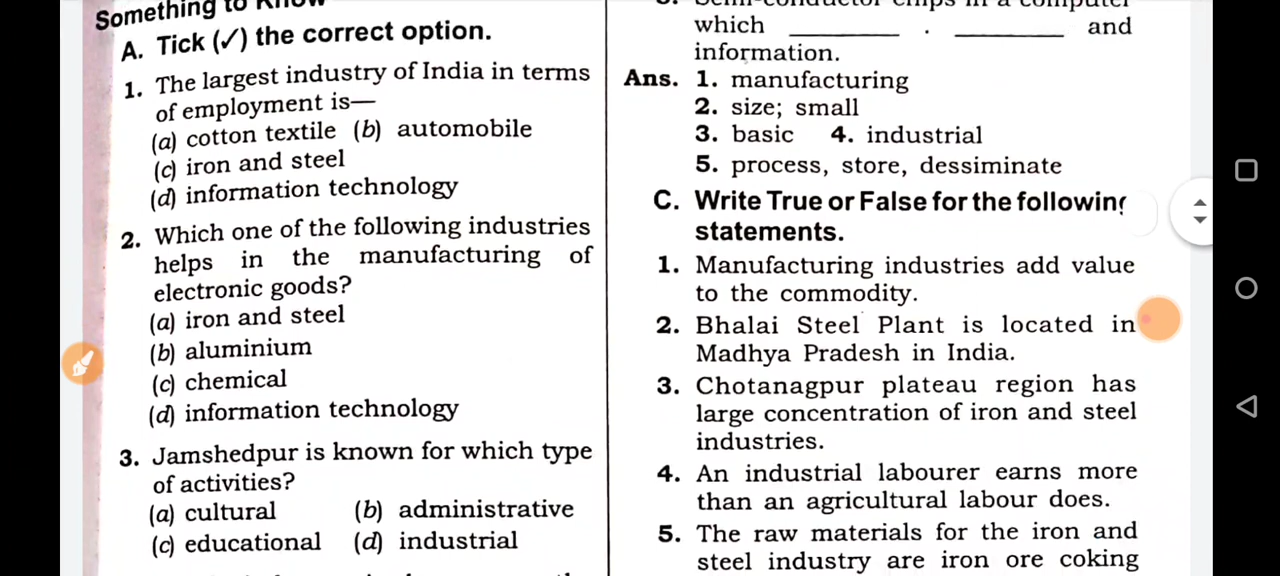 Something to Know
A. Tick (✓) the correct option.
1. The largest industry of India in terms
of employment is—
(a) cotton textile (b) automobile
(c) iron and steel
(d) information technology
2. Which one of the following industries
helps in the manufacturing of
electronic goods?
(a) iron and steel
(b) aluminium
(c) chemical
(d) information technology
3. Jamshedpur is known for which type
of activities?
(a) cultural (b) administrative
(c) educational (d) industrial
which ________ . ________ and
information.
Ans. 1. manufacturing
2. size; small
3. basic 4. industrial
5. process, store, dessiminate
C. Write True or False for the following
statements.
1. Manufacturing industries add value
to the commodity.
2. Bhalai Steel Plant is located in
Madhya Pradesh in India.
3. Chotanagpur plateau region has
large concentration of iron and steel
industries.
4. An industrial labourer earns more
than an agricultural labour does.
5. The raw materials for the iron and
steel industry are iron ore coking